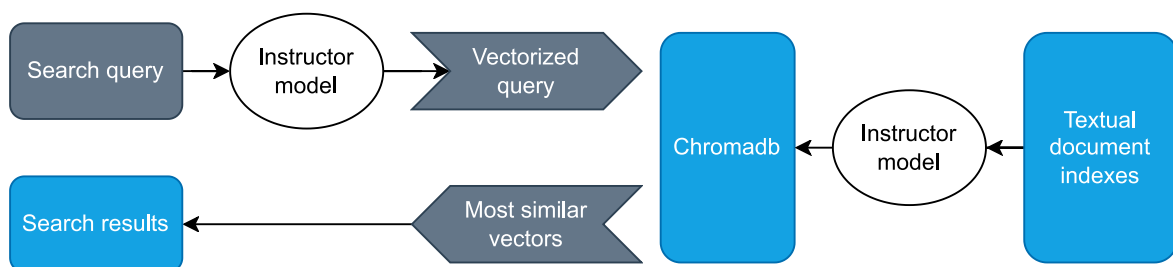 Search query
Instructor
model
Vectorized
query
Chromadb
Instructor
model
Textual
document
indexes
Search results
Most similar
vectors